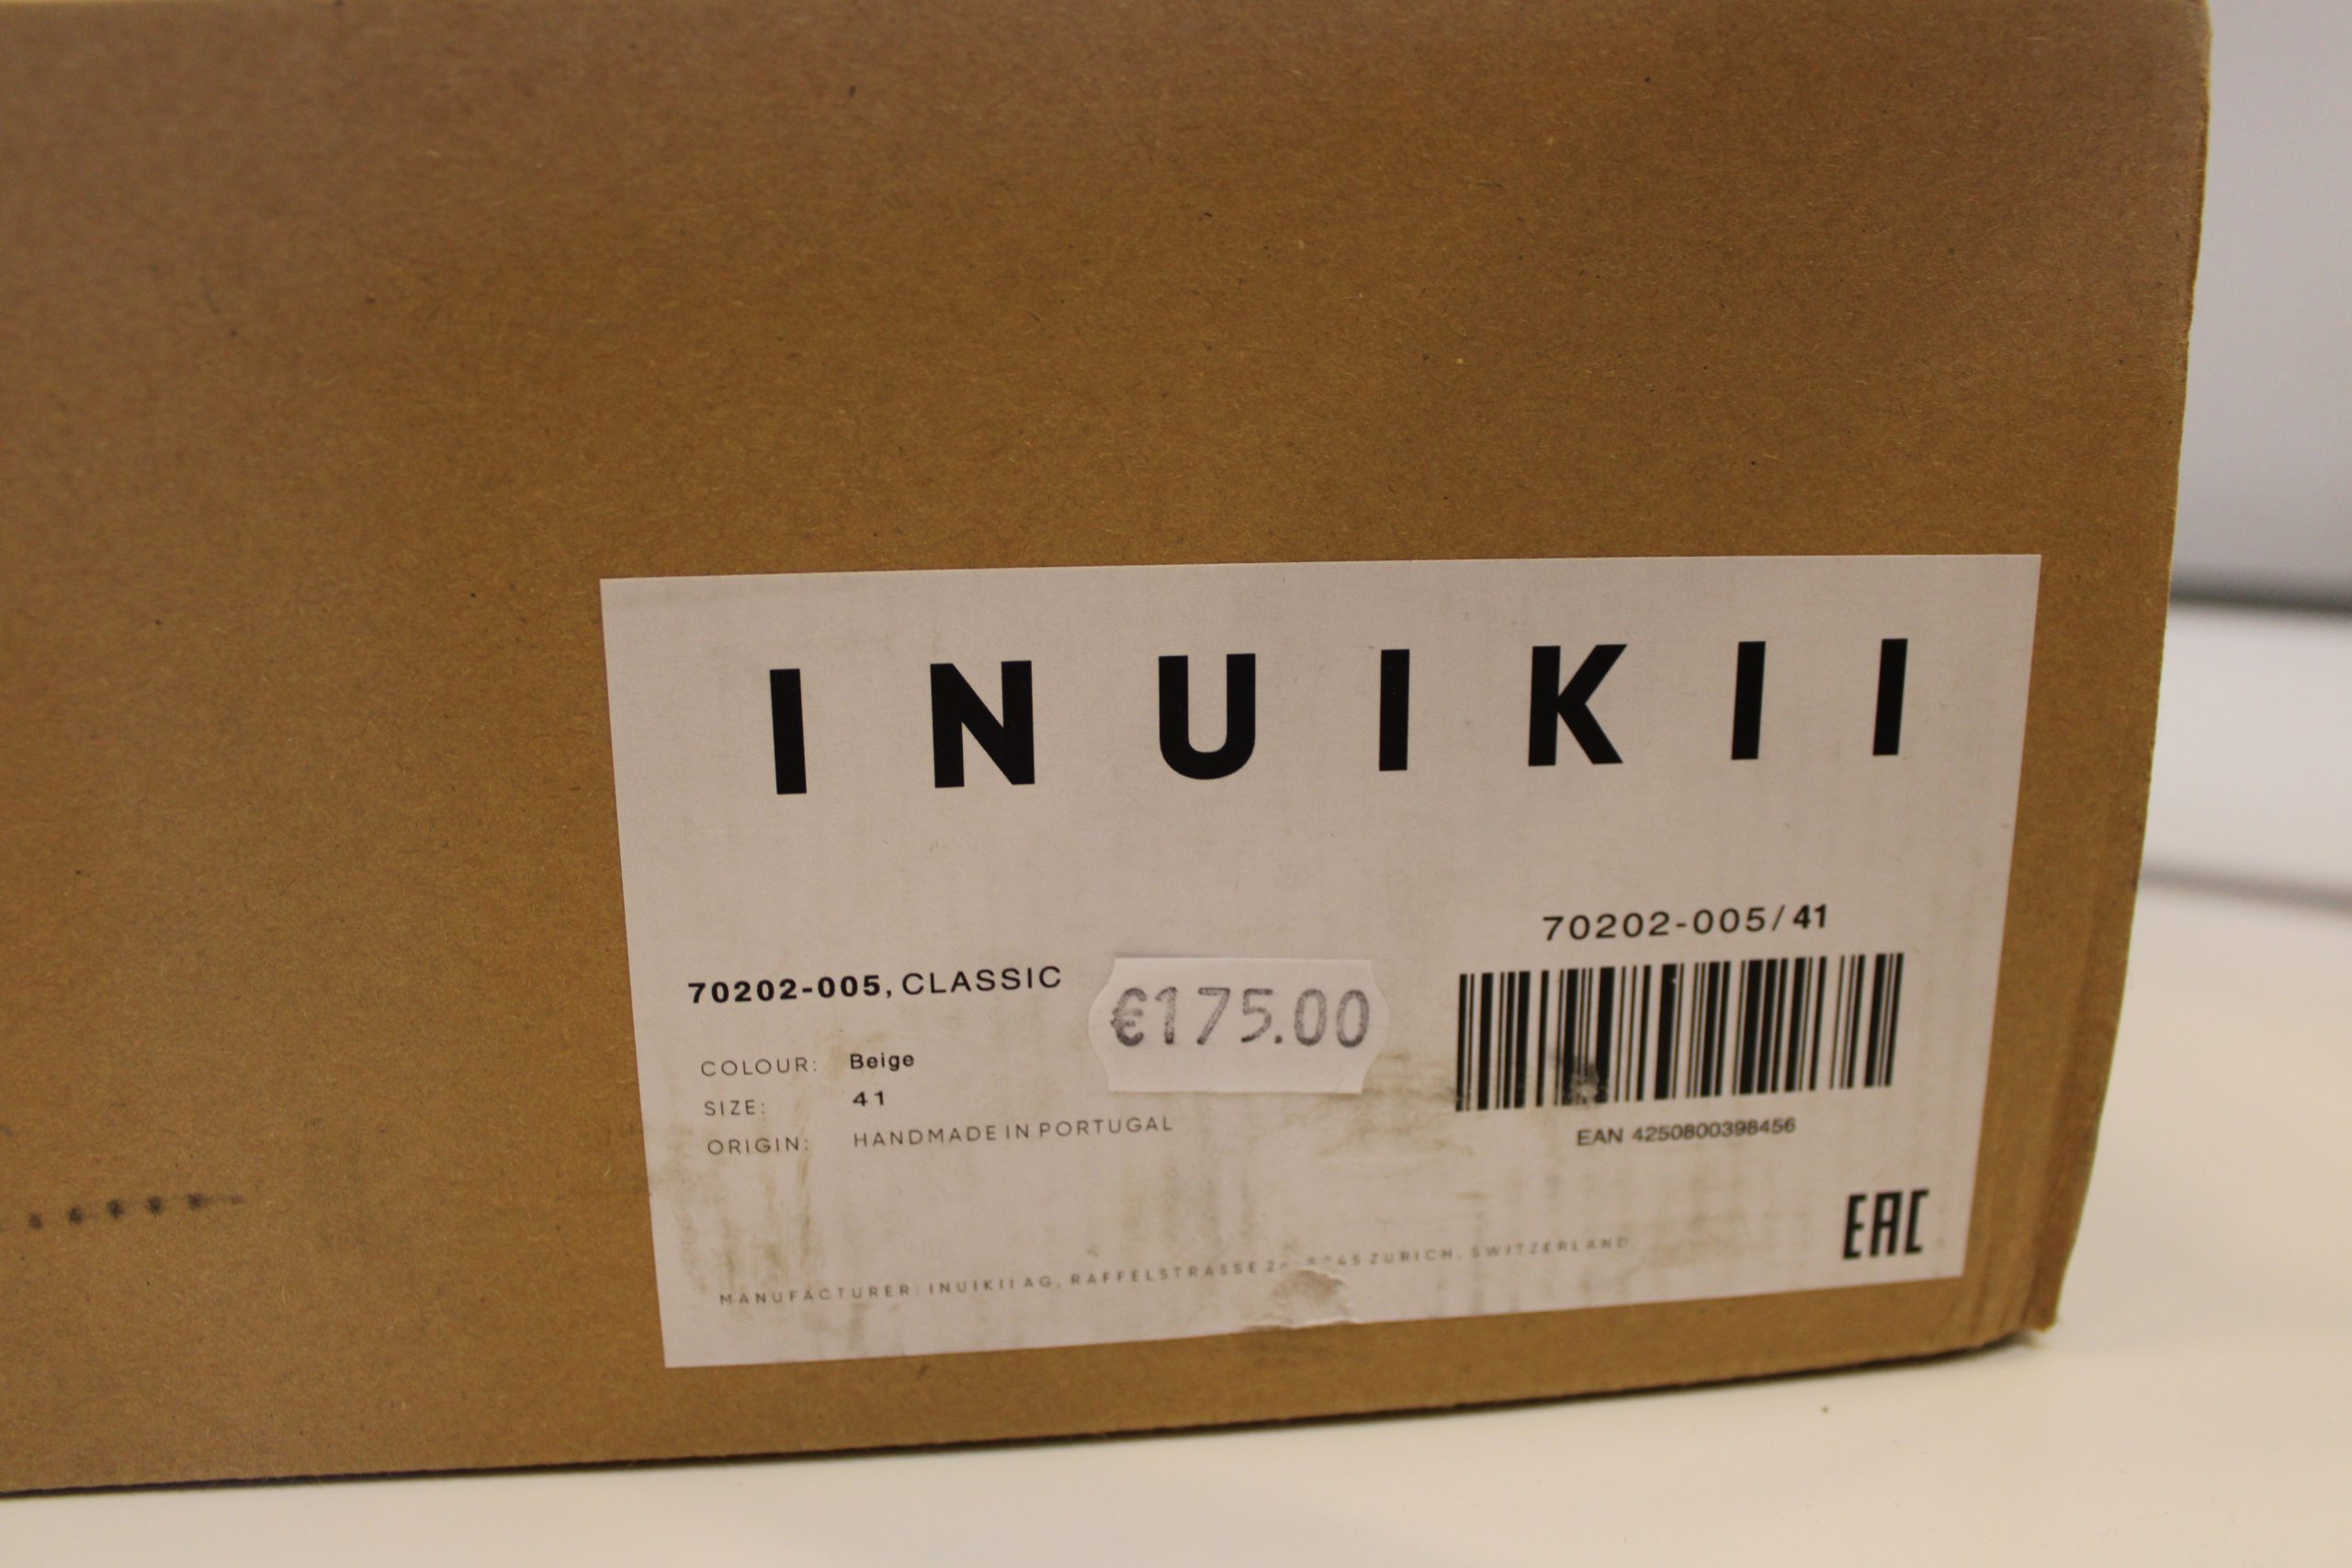 INUIKII
70202-005, CLASSIC
€175.00
COLOUR: Beige
SIZE: 41
ORIGIN: HANDMADE IN PORTUGAL
70202-005/41
EAN 4250800398456
EAC
MANUFACTURER: INUIKII AG, RAFFELSTRASSE ZURICH, SWITZERLAND